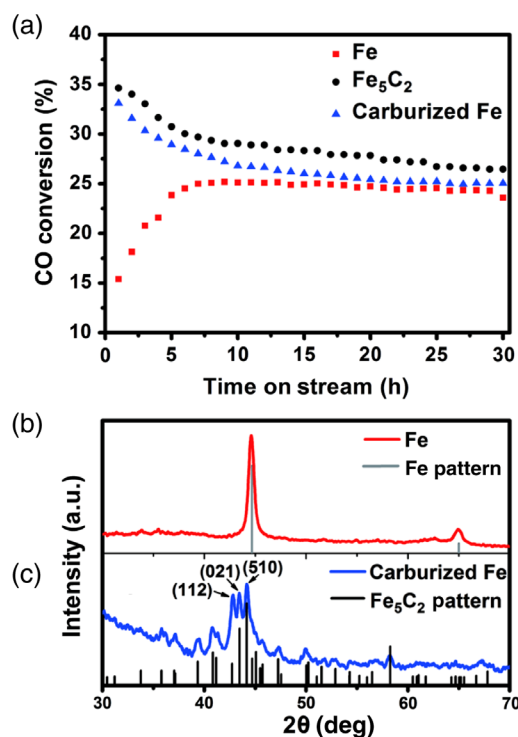 (a)
40
35
30
25
20
15
10
CO conversion (%)
Fe
Fe₅C₂
Carburized Fe
0 5 10 15 20 25 30
Time on stream (h)
(b)
Fe
Fe pattern
Intensity (a.u.)
(c)
(021)
(510)
(112)
Carburized Fe
Fe₅C₂ pattern
30 40 50 60 70
2θ (deg)